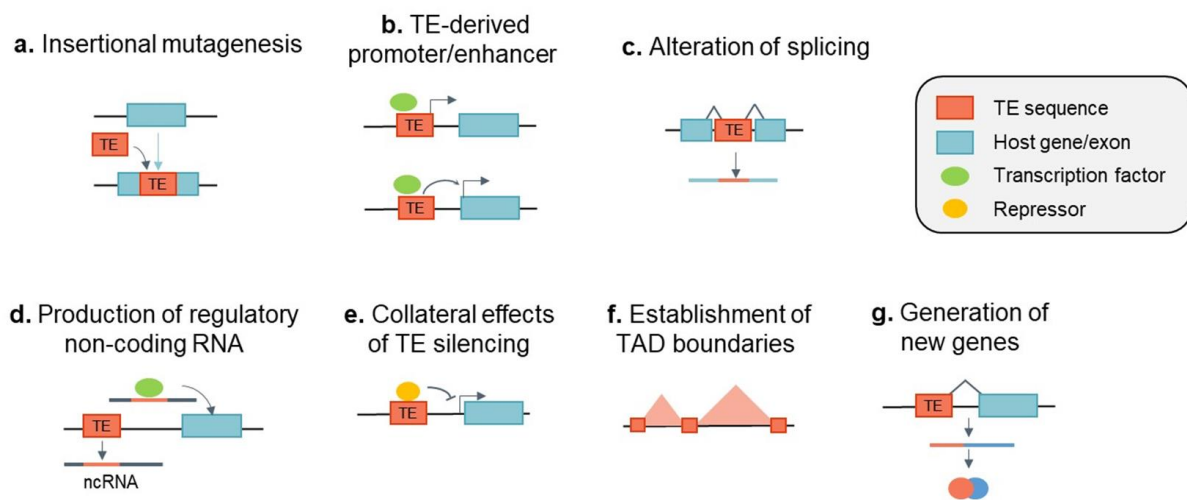 a. Insertional mutagenesis
TE
TE
b. TE-derived
promoter/enhancer
TE
TE
c. Alteration of splicing
TE
TE sequence
Host gene/exon
Transcription factor
Repressor
d. Production of regulatory
non-coding RNA
TE
ncRNA
e. Collateral effects
of TE silencing
TE
f. Establishment of
TAD boundaries
g. Generation of
new genes
TE